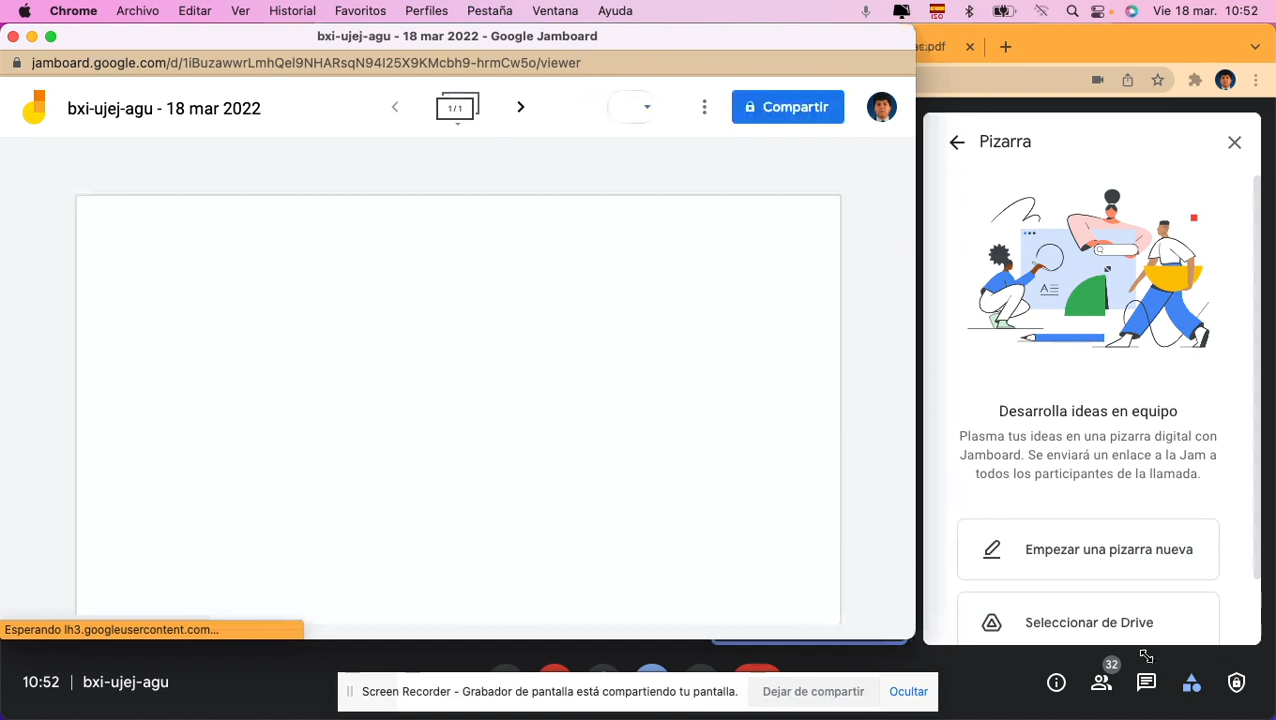 Chrome Archivo Editar Ver Historial Favoritos Perfiles Pestaña Ventana Ayuda ISO Vie 18 mar. 10:52
bxi-ujej-agu - 18 mar 2022 - Google Jamboard
as.pdf
jamboard.google.com/d/1iBuzawwrLmhQel9NHARsqN94I25X9KMcbh9-hrmCw5o/viewer
bxi-ujej-agu - 18 mar 2022
1/1
Compartir
Pizarra
Desarrolla ideas en equipo
Plasma tus ideas en una pizarra digital con
Jamboard. Se enviará un enlace a la Jam a
todos los participantes de la llamada.
Empezar una pizarra nueva
Seleccionar de Drive
Esperando lh3.googleusercontent.com...
10:52 | bxi-ujej-agu
Screen Recorder - Grabador de pantalla está compartiendo tu pantalla. Dejar de compartir Ocultar
32